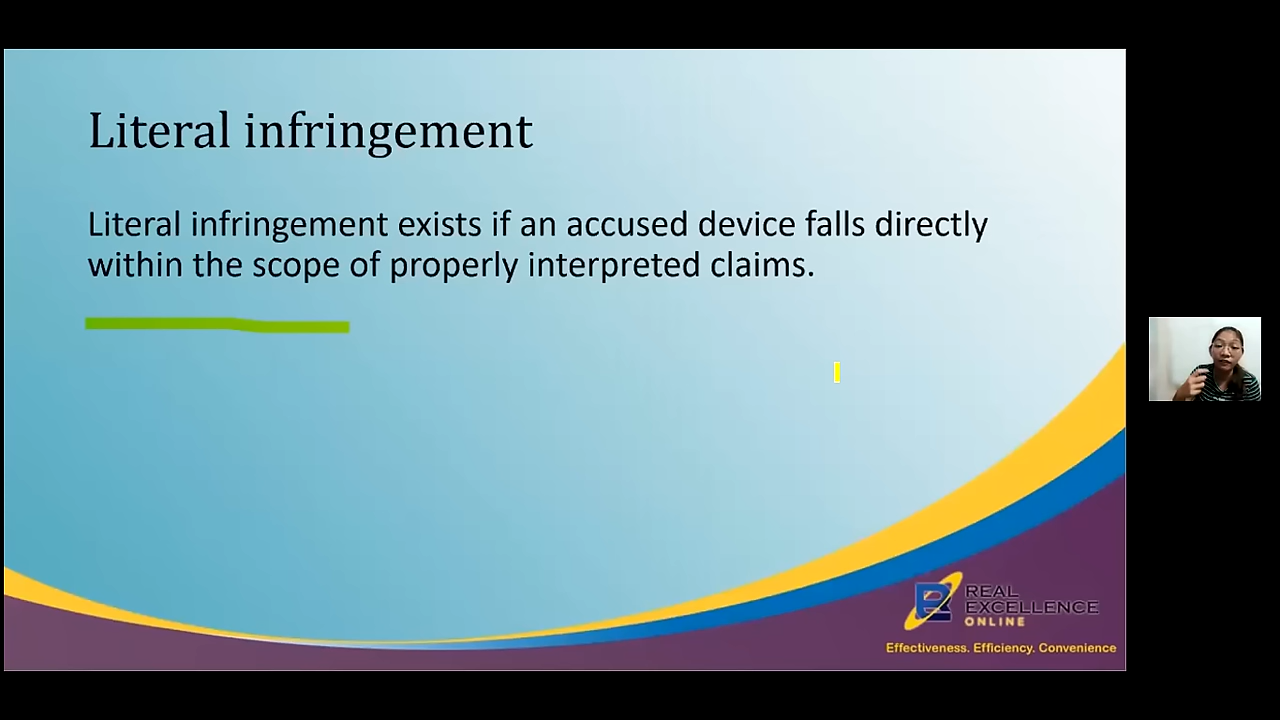 Literal infringement
Literal infringement exists if an accused device falls directly
within the scope of properly interpreted claims.
REAL
EXCELLENCE
ONLINE
Effectiveness. Efficiency. Convenience